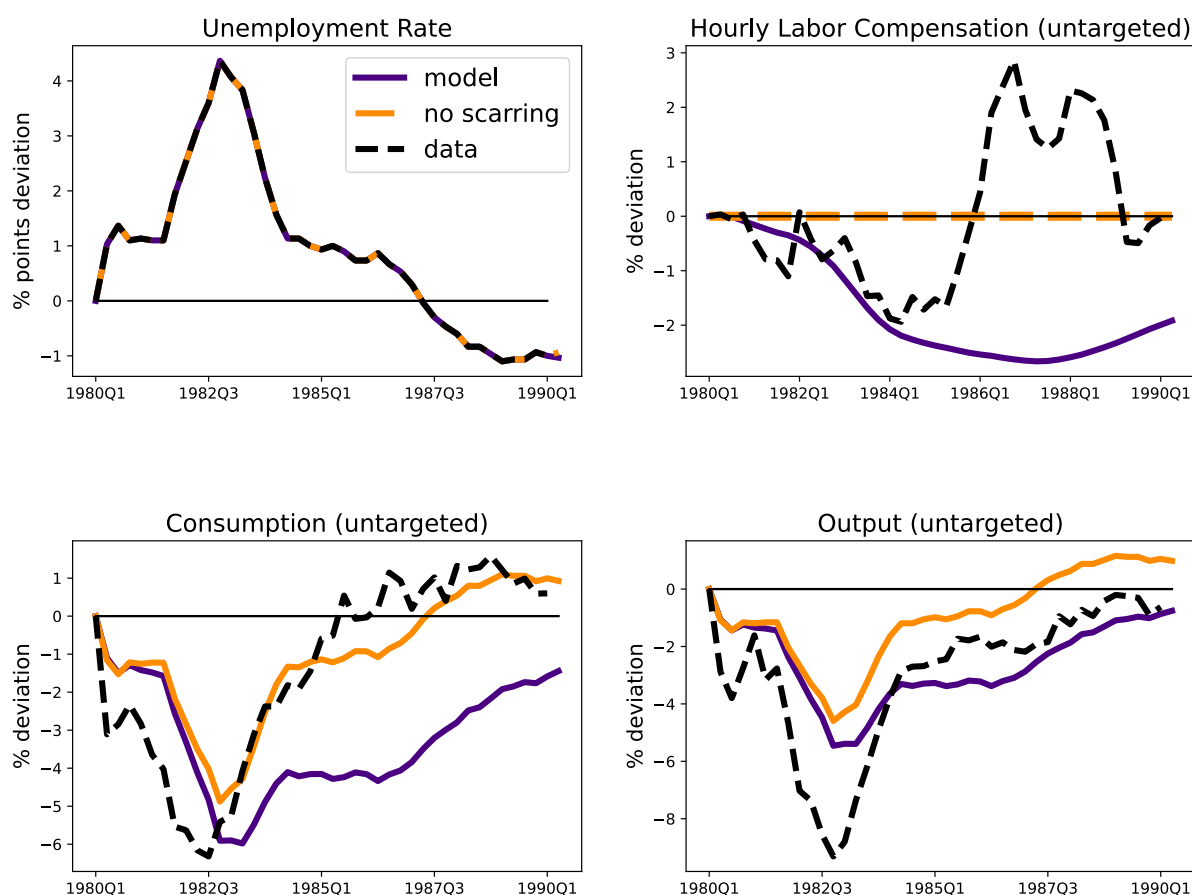 Unemployment Rate
% points deviation
4
3
2
1
0
−1
1980Q1 1982Q3 1985Q1 1987Q3 1990Q1
model
no scarring
data
Hourly Labor Compensation (untargeted)
% deviation
3
2
1
0
−1
−2
1980Q1 1982Q1 1984Q1 1986Q1 1988Q1 1990Q1
Consumption (untargeted)
% deviation
1
0
−1
−2
−3
−4
−5
−6
1980Q1 1982Q3 1985Q1 1987Q3 1990Q1
Output (untargeted)
% deviation
0
−2
−4
−6
−8
1980Q1 1982Q3 1985Q1 1987Q3 1990Q1